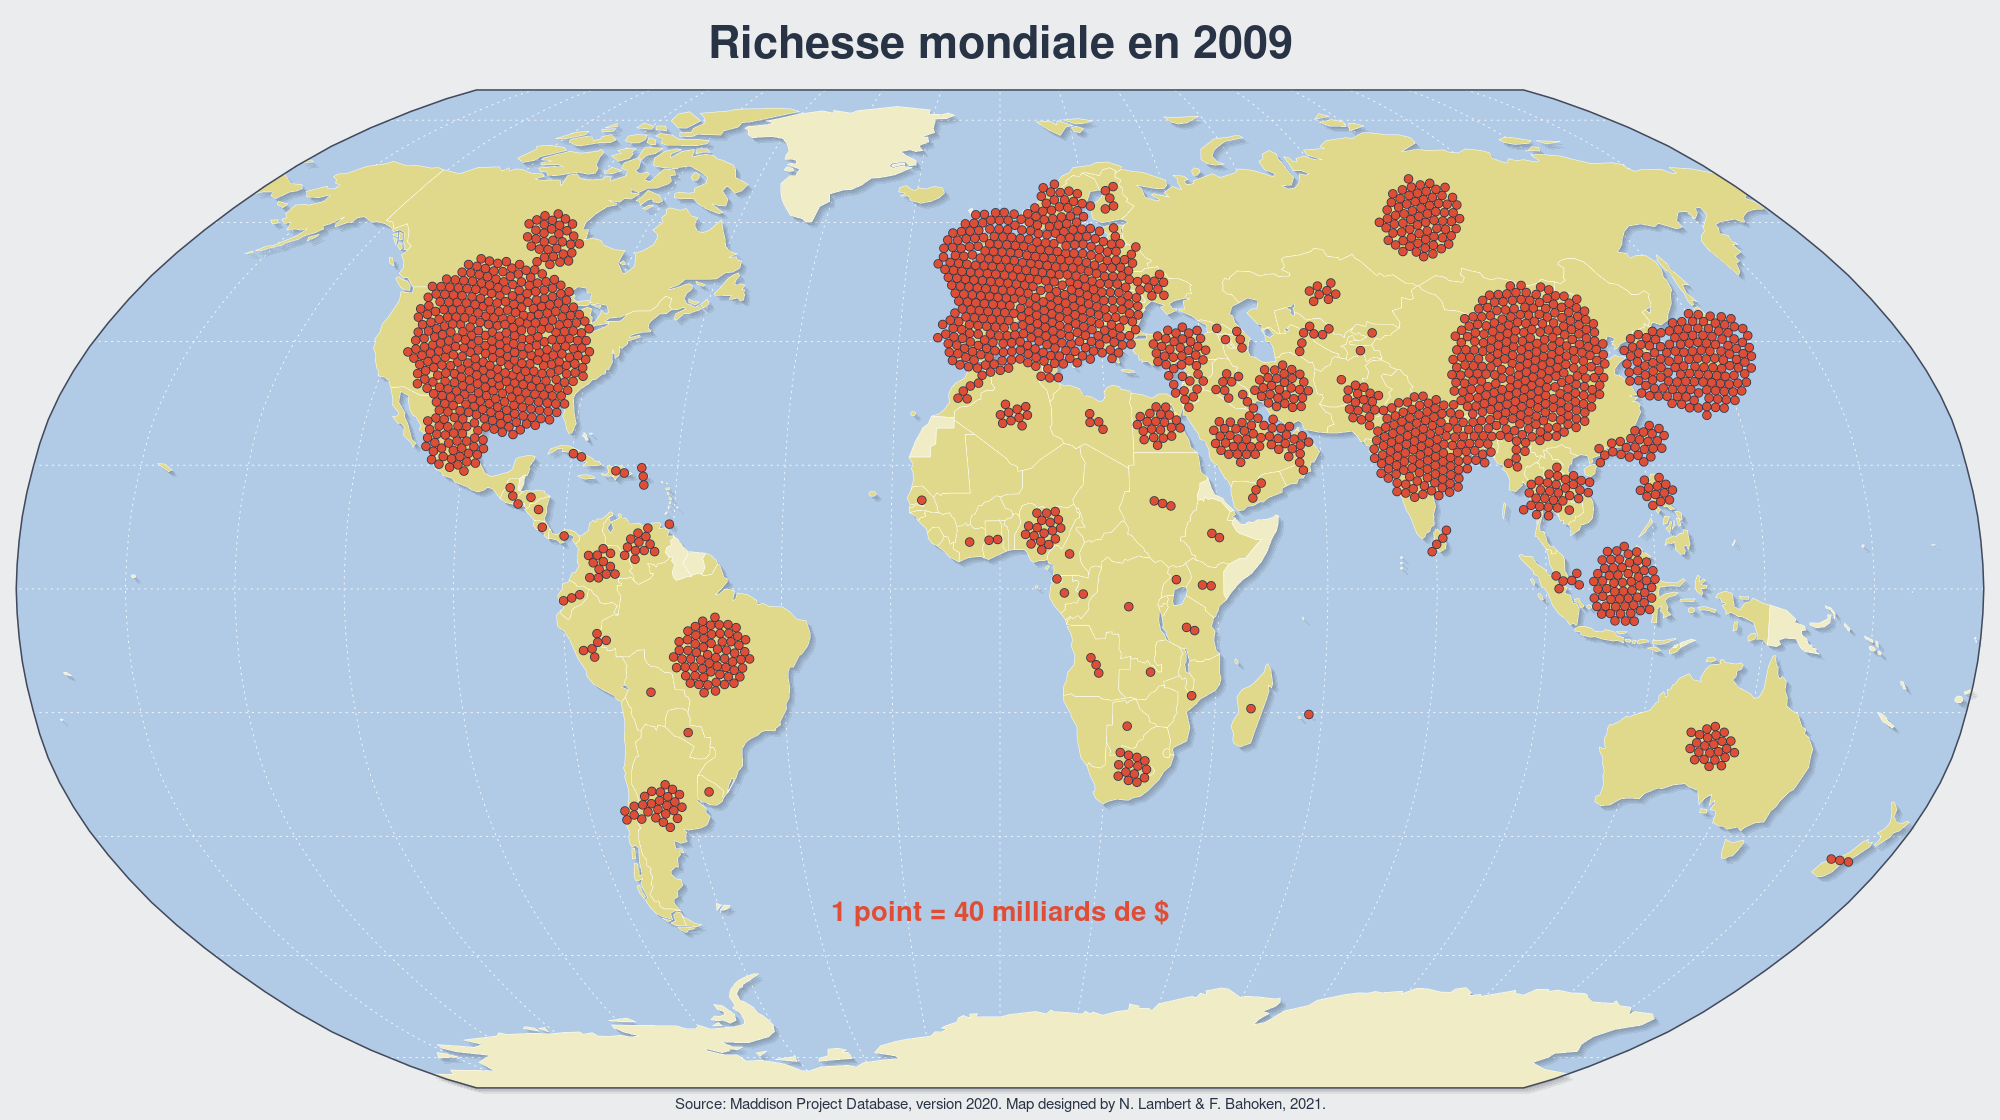 Richesse mondiale en 2009
1 point = 40 milliards de $
Source: Maddison Project Database, version 2020. Map designed by N. Lambert & F. Bahoken, 2021.